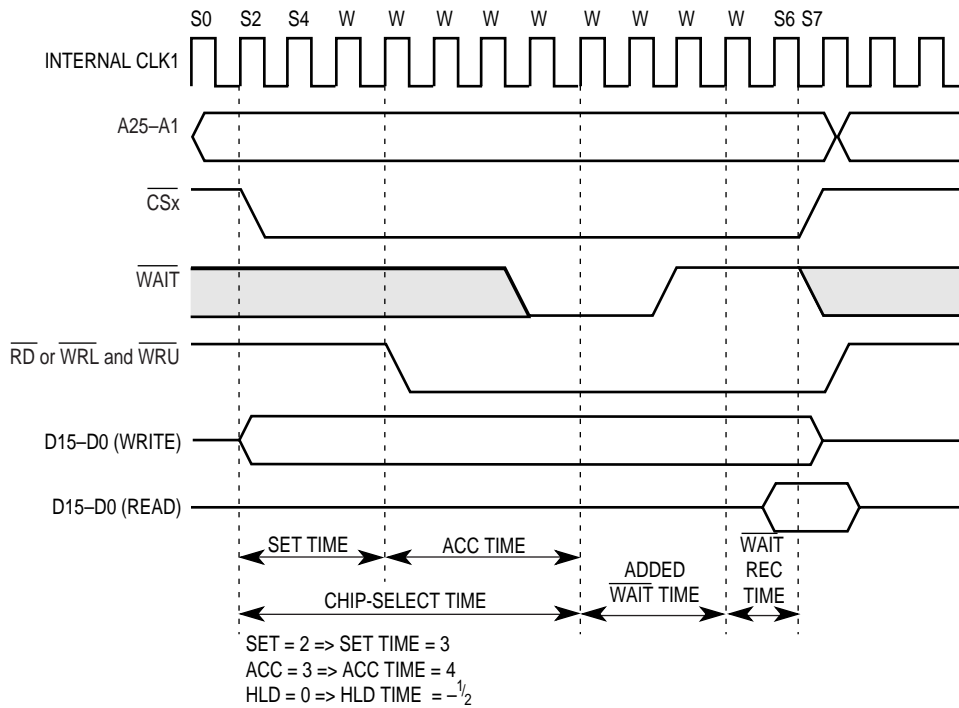 S0 S2 S4 W W W W W W W W W S6 S7
INTERNAL CLK1
A25–A1
CSx
WAIT
RD or WRL and WRU
D15–D0 (WRITE)
D15–D0 (READ)
SET TIME
ACC TIME
CHIP-SELECT TIME
ADDED
WAIT TIME
WAIT
REC
TIME
SET = 2 => SET TIME = 3
ACC = 3 => ACC TIME = 4
HLD = 0 => HLD TIME = –1/2